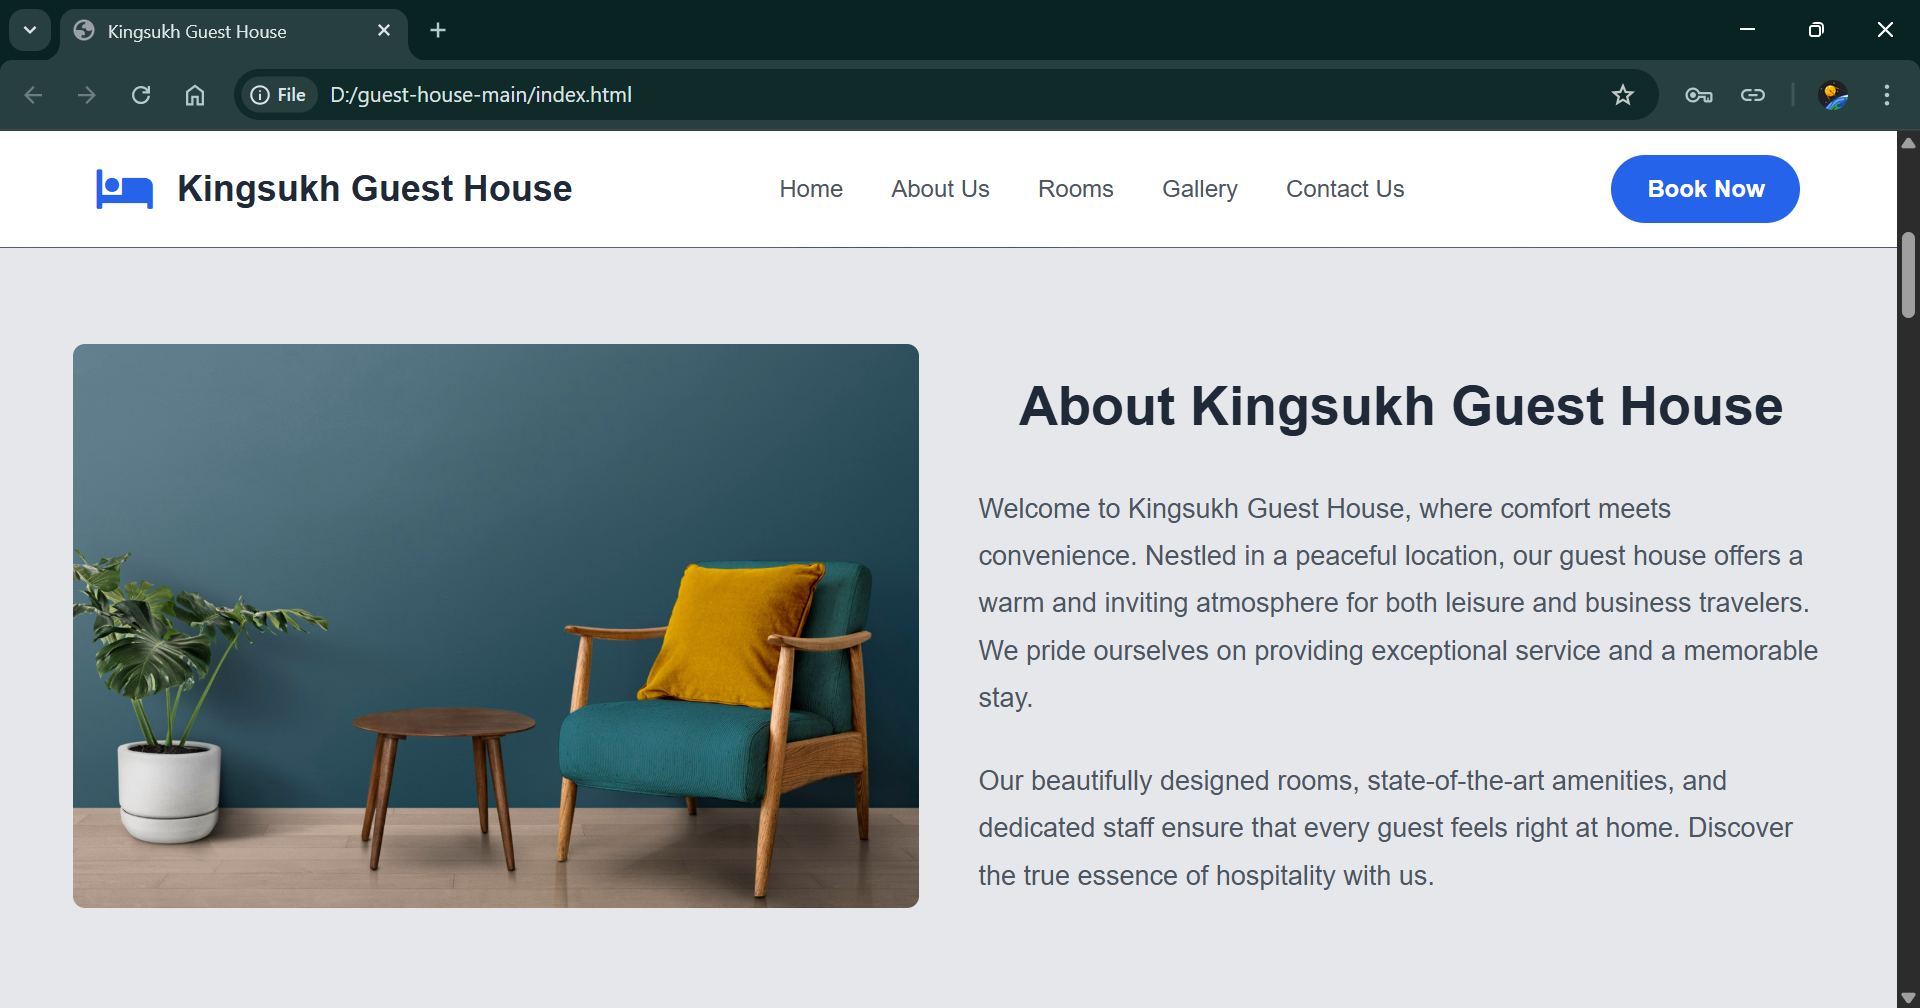 Kingsukh Guest House
File D:/guest-house-main/index.html
Kingsukh Guest House
Home
About Us
Rooms
Gallery
Contact Us
Book Now
About Kingsukh Guest House
Welcome to Kingsukh Guest House, where comfort meets
convenience. Nestled in a peaceful location, our guest house offers a
warm and inviting atmosphere for both leisure and business travelers.
We pride ourselves on providing exceptional service and a memorable
stay.
Our beautifully designed rooms, state-of-the-art amenities, and
dedicated staff ensure that every guest feels right at home. Discover
the true essence of hospitality with us.